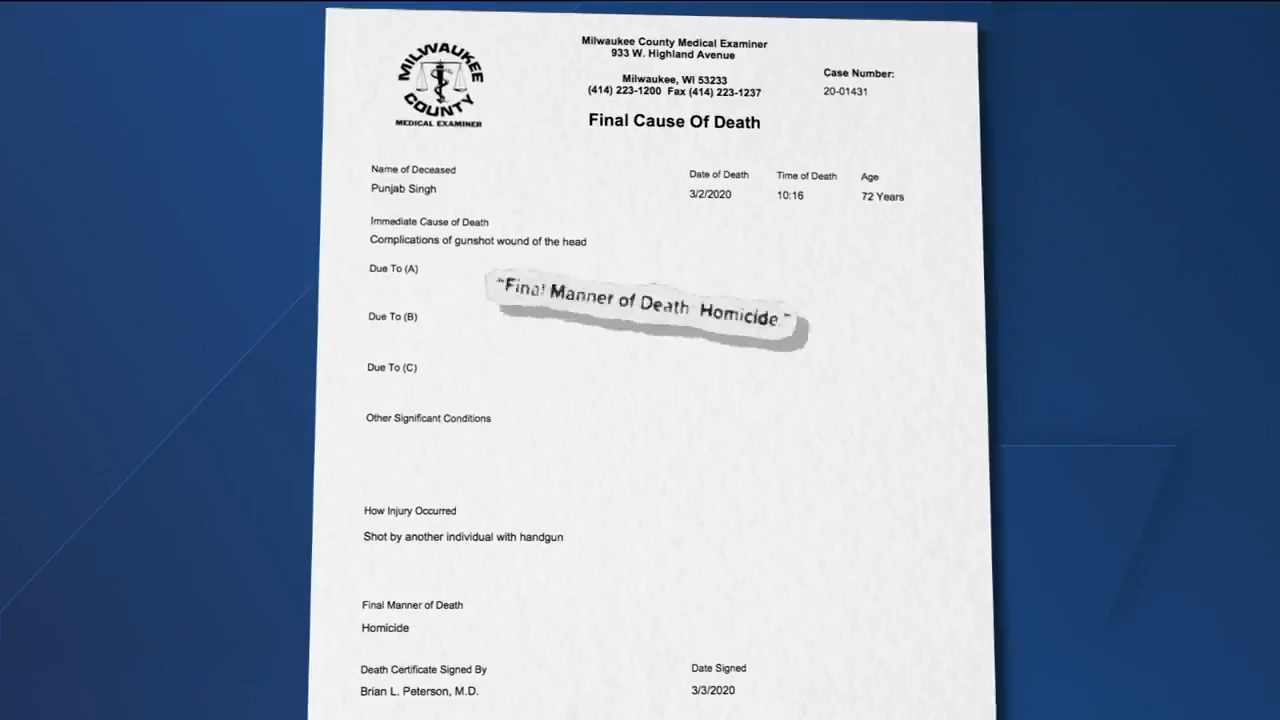 MILWAUKEE
COUNTY
MEDICAL EXAMINER
Milwaukee County Medical Examiner
933 W. Highland Avenue
Milwaukee, WI 53233
(414) 223-1200 Fax (414) 223-1237
Final Cause Of Death
Case Number:
20-01431
Name of Deceased
Punjab Singh
Date of Death
3/2/2020
Time of Death
10:16
Age
72 Years
Immediate Cause of Death
Complications of gunshot wound of the head
Due To (A)
"Final Manner of Death Homicide."
Due To (B)
Due To (C)
Other Significant Conditions
How Injury Occurred
Shot by another individual with handgun
Final Manner of Death
Homicide
Death Certificate Signed By
Brian L. Peterson, M.D.
Date Signed
3/3/2020